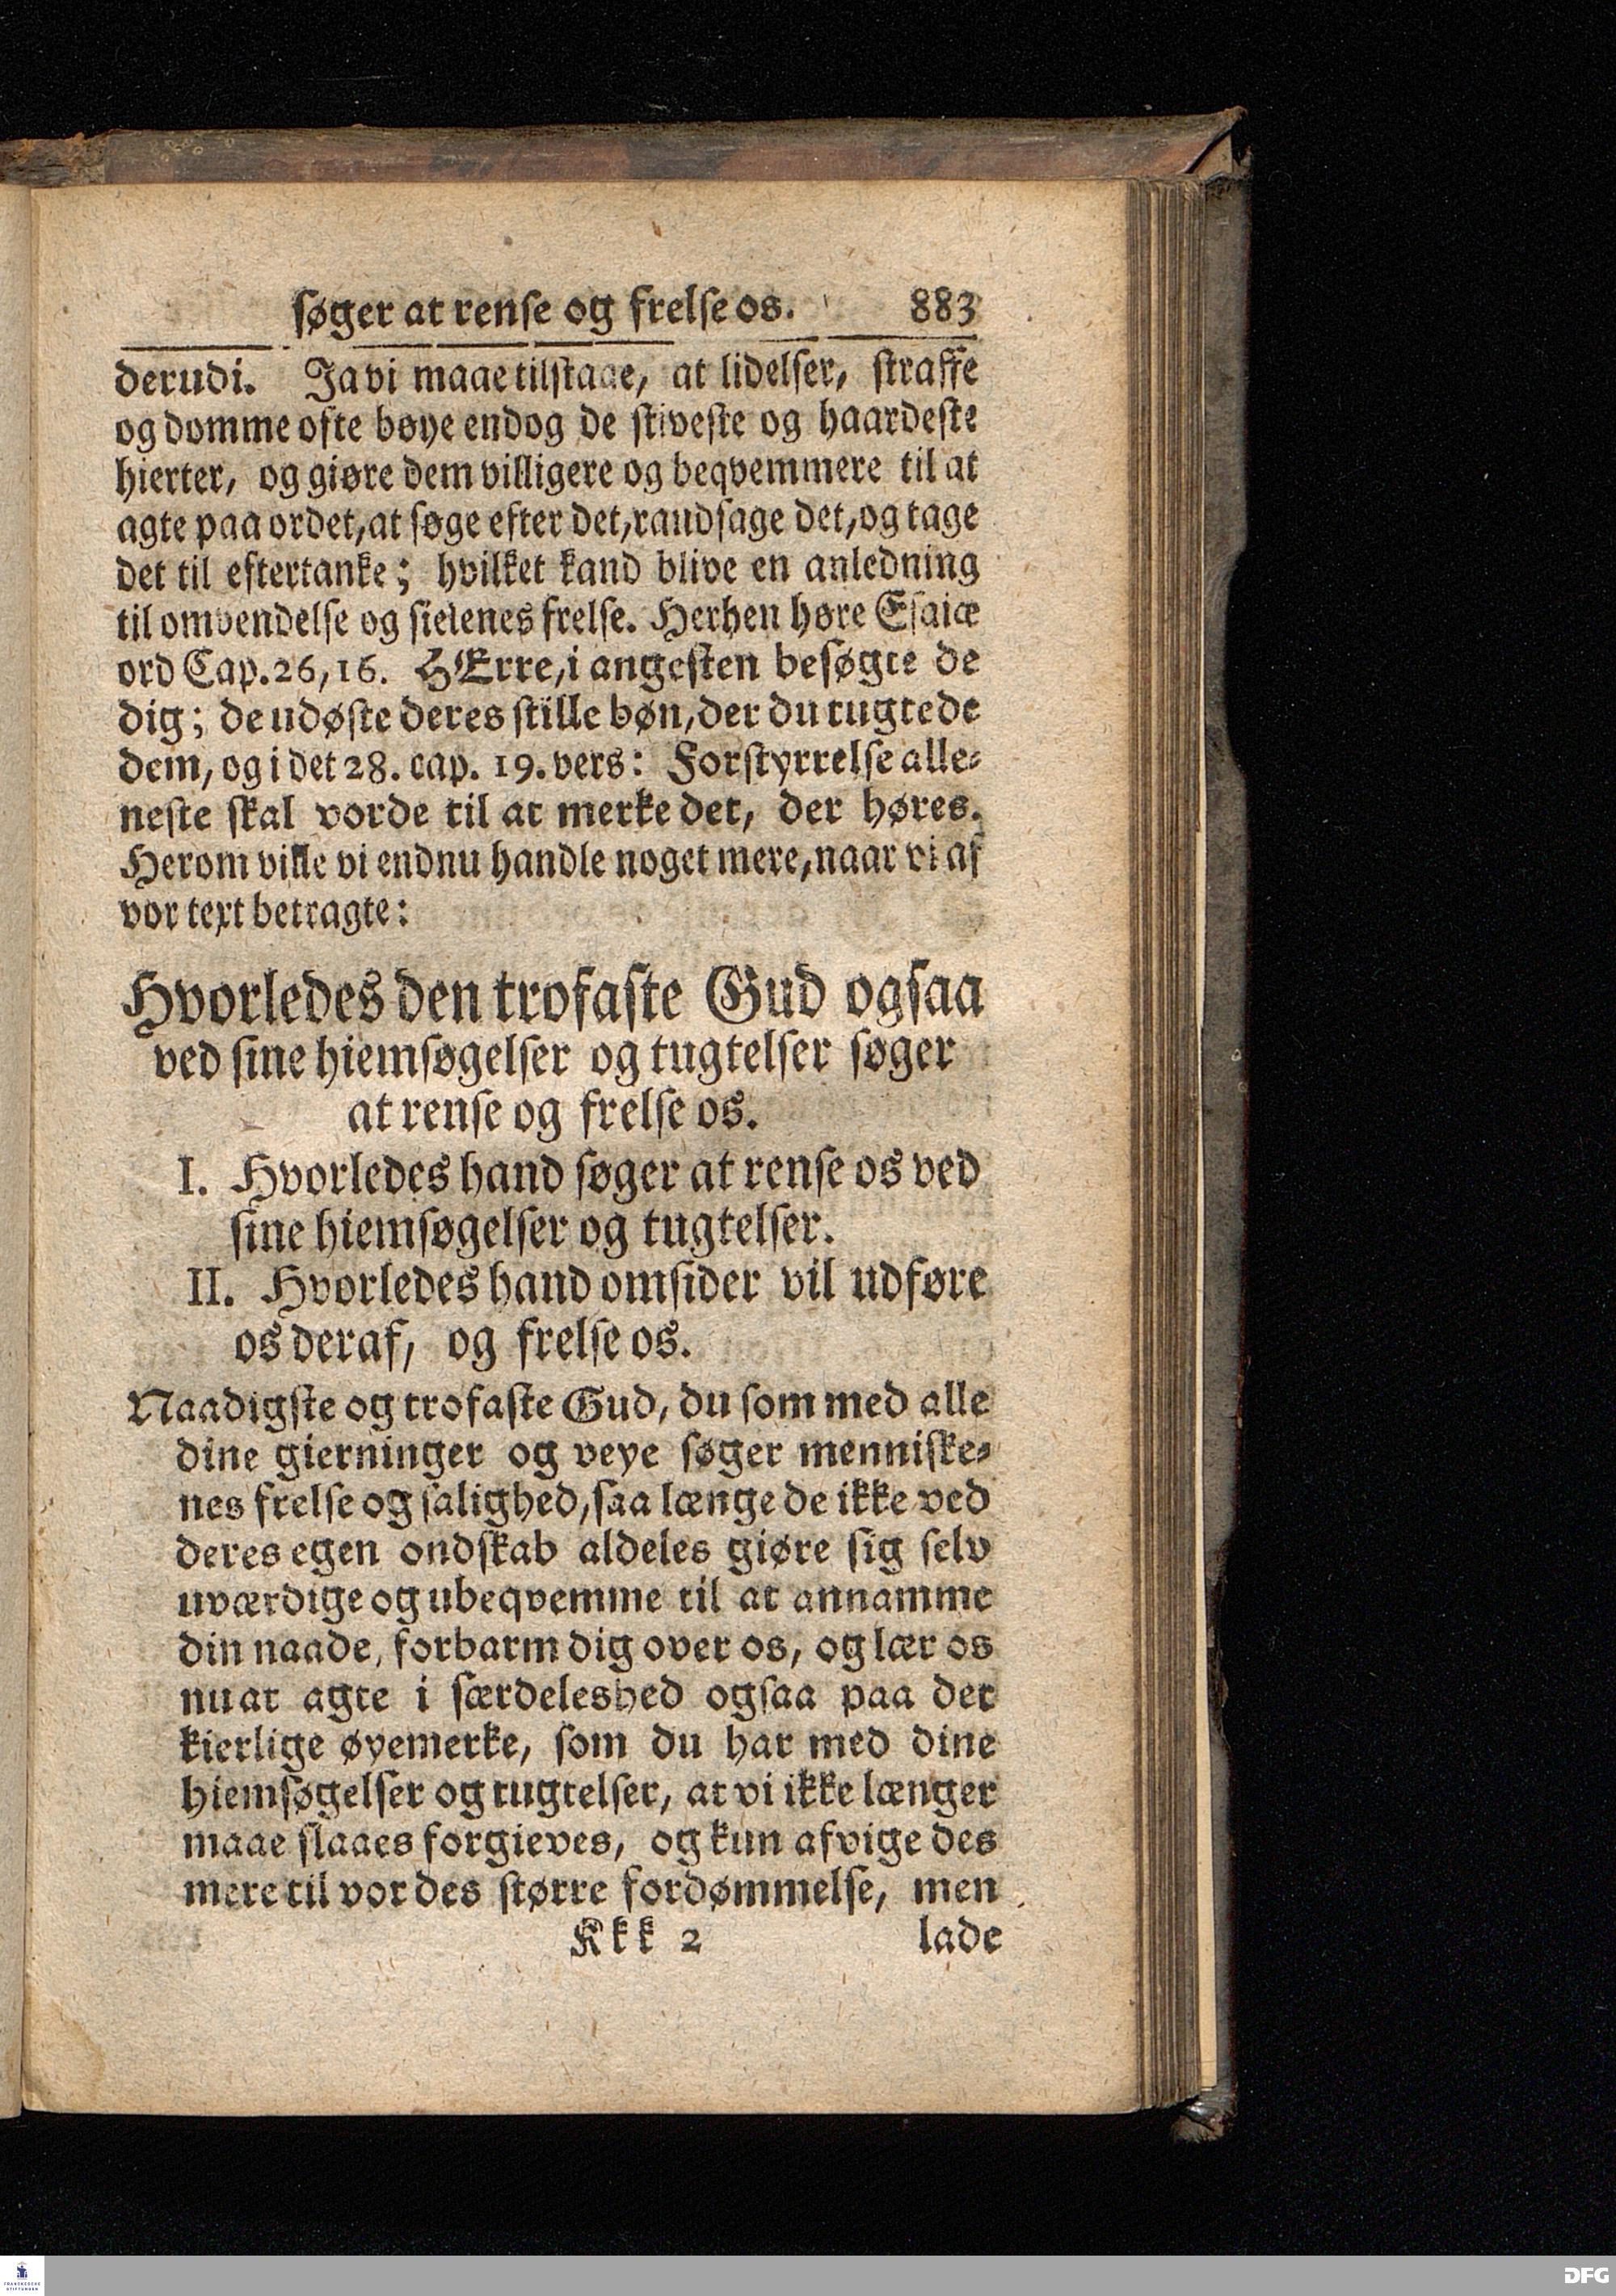 søger at rense og frelse os. 883
derudi. Ja vi maae tilstaae, at lidelser, straffe
og domme ofte bøye endog de stiveste og haardeste
hierter, og giøre dem villigere og beqvemmere til at
agte paa ordet, at søge efter det, randsage det, og tage
det til eftertanke; hvilket kand blive en anledning
til omvendelse og sielenes frelse. Herhen høre Esaiæ
ord Cap. 26, 16. HErre, i angesten besøgte de
dig; de udøste deres stille bøn, der du tugtede
dem, og i det 28. cap. 19. vers: Forstyrrelse alle-
neste skal vorde til at merke det, der høres.
Herom ville vi endnu handle noget mere, naar vi af
vor text betragte:
Hvorledes den trofaste Gud ogsaa
ved sine hiemsøgelser og tugtelser søger
at rense og frelse os.
I. Hvorledes hand søger at rense os ved
sine hiemsøgelser og tugtelser.
II. Hvorledes hand omsider vil udføre
os deraf, og frelse os.
Naadigste og trofaste Gud, du som med alle
dine gierninger og veye søger menniske-
nes frelse og salighed, saa længe de ikke ved
deres egen ondskab aldeles giøre sig selv
uværdige og ubeqvemme til at annamme
din naade, forbarm dig over os, og lær os
nu at agte i særdeleshed ogsaa paa det
kierlige øyemerke, som du har med dine
hiemsøgelser og tugtelser, at vi ikke længer
maae slaaes forgieves, og kun afvige des
mere til vor des større fordømmelse, men
Kkk 2 lade
FRANCKESCHE
STIFTUNGEN
DFG